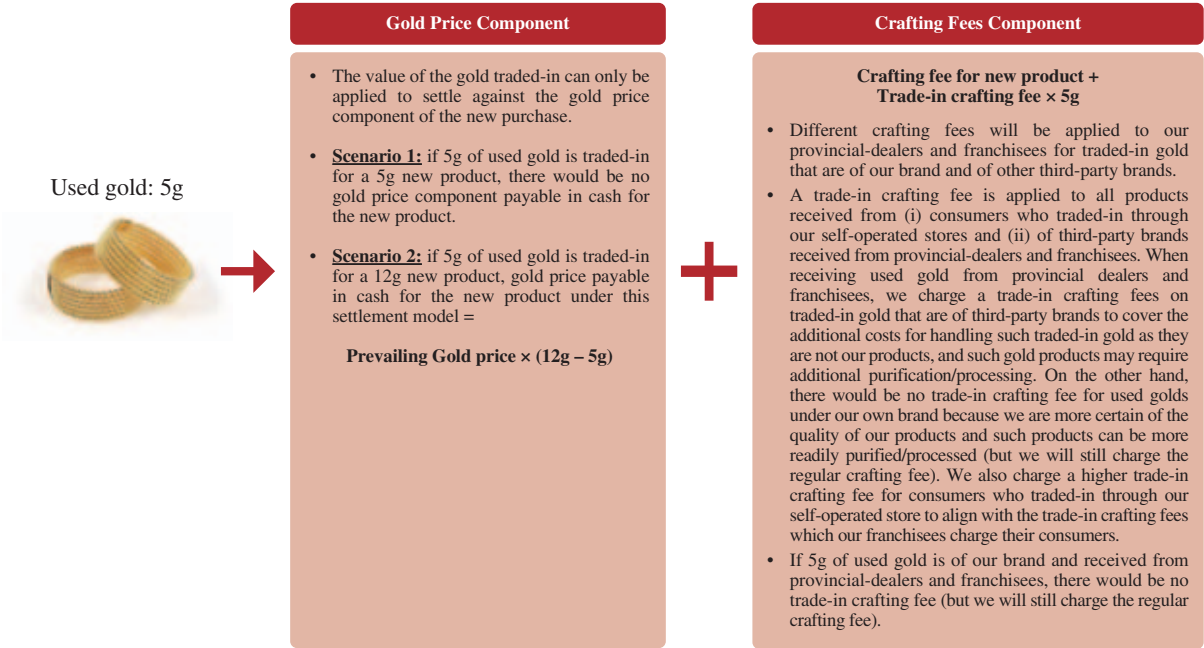 Used gold: 5g
Gold Price Component
• The value of the gold traded-in can only be
applied to settle against the gold price
component of the new purchase.
• Scenario 1: if 5g of used gold is traded-in
for a 5g new product, there would be no
gold price component payable in cash for
the new product.
• Scenario 2: if 5g of used gold is traded-in
for a 12g new product, gold price payable
in cash for the new product under this
settlement model =
Prevailing Gold price × (12g – 5g)
+
Crafting Fees Component
Crafting fee for new product +
Trade-in crafting fee × 5g
• Different crafting fees will be applied to our
provincial-dealers and franchisees for traded-in gold
that are of our brand and of other third-party brands.
• A trade-in crafting fee is applied to all products
received from (i) consumers who traded-in through
our self-operated stores and (ii) of third-party brands
received from provincial-dealers and franchisees. When
receiving used gold from provincial dealers and
franchisees, we charge a trade-in crafting fees on
traded-in gold that are of third-party brands to cover the
additional costs for handling such traded-in gold as they
are not our products, and such gold products may require
additional purification/processing. On the other hand,
there would be no trade-in crafting fee for used golds
under our own brand because we are more certain of the
quality of our products and such products can be more
readily purified/processed (but we will still charge the
regular crafting fee). We also charge a higher trade-in
crafting fee for consumers who traded-in through our
self-operated store to align with the trade-in crafting fees
which our franchisees charge their consumers.
• If 5g of used gold is of our brand and received from
provincial-dealers and franchisees, there would be no
trade-in crafting fee (but we will still charge the regular
crafting fee).